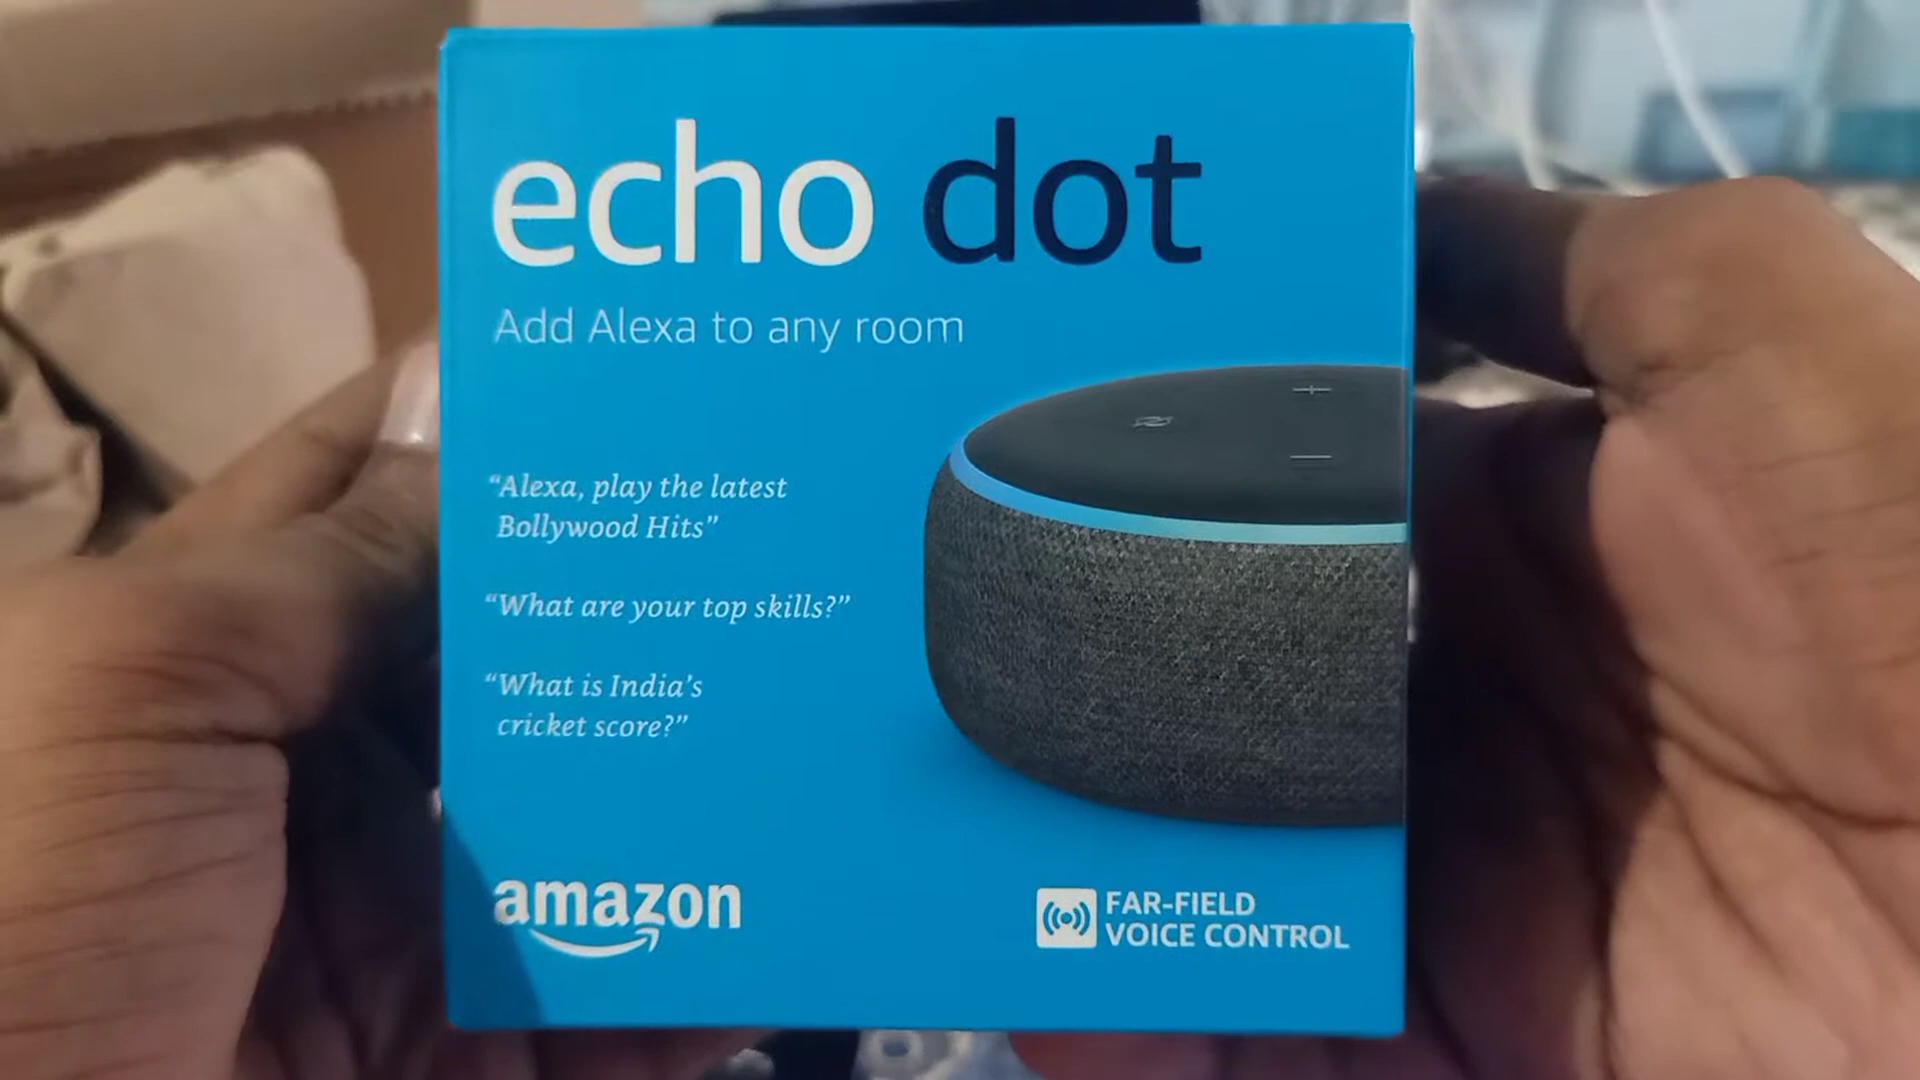 echo dot
Add Alexa to any room
“Alexa, play the latest
Bollywood Hits”
“What are your top skills?”
“What is India’s
cricket score?”
amazon
FAR-FIELD
VOICE CONTROL